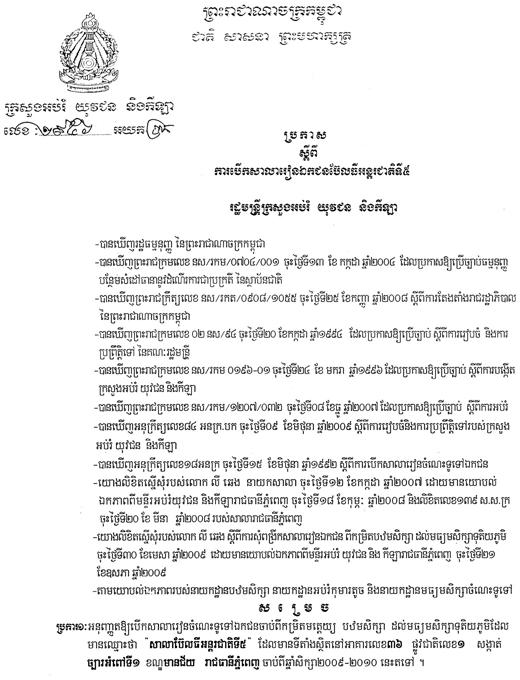 ព្រះរាជាណាចក្រកម្ពុជា
ជាតិ សាសនា ព្រះមហាក្សត្រ
ក្រសួងអប់រំ យុវជន និងកីឡា
លេខ : អយក
ប្រកាស
ស្តីពី
ការបើកសាលារៀនឯកជនប៊ែលធីអន្តរជាតិទី៥
រដ្ឋមន្ត្រីក្រសួងអប់រំ យុវជន និងកីឡា
-បានឃើញរដ្ឋធម្មនុញ្ញ នៃព្រះរាជាណាចក្រកម្ពុជា
-បានឃើញព្រះរាជក្រមលេខ នស/រកម/០៧០៤/០០១ ចុះថ្ងៃទី១៣ ខែ កក្កដា ឆ្នាំ២០០៤ ដែលប្រកាសឱ្យប្រើច្បាប់ធម្មនុញ្ញ
បន្ថែមសំដៅធានានូវដំណើរការជាប្រក្រតី នៃស្ថាប័នជាតិ
-បានឃើញព្រះរាជក្រឹត្យលេខ នស/រកត/០៩០៨/១០៥៥ ចុះថ្ងៃទី២៥ ខែកញ្ញា ឆ្នាំ២០០៨ ស្តីពីការតែងតាំងរាជរដ្ឋាភិបាល
នៃព្រះរាជាណាចក្រកម្ពុជា
-បានឃើញព្រះរាជក្រមលេខ ០២ នស/៩៤ ចុះថ្ងៃទី២០ ខែកក្កដា ឆ្នាំ១៩៩៤ ដែលប្រកាសឱ្យប្រើច្បាប់ ស្តីពីការរៀបចំ និងការ
ប្រព្រឹត្តិទៅ នៃគណៈរដ្ឋមន្ត្រី
-បានឃើញព្រះរាជក្រមលេខ នស/រកម ០១៩៦-០១ ចុះថ្ងៃទី២៤ ខែ មករា ឆ្នាំ១៩៩៦ ដែលប្រកាសឱ្យប្រើច្បាប់ ស្តីពីការបង្កើត
ក្រសួងអប់រំ យុវជន និងកីឡា
-បានឃើញព្រះរាជក្រមលេខ នស/រកម/១២០៧/០៣២ ចុះថ្ងៃទី០៨ ខែធ្នូ ឆ្នាំ២០០៧ ដែលប្រកាសឱ្យប្រើច្បាប់ ស្តីពីការអប់រំ
-បានឃើញអនុក្រឹត្យលេខ៨៤ អនក្រ.បក ចុះថ្ងៃទី០៩ ខែមិថុនា ឆ្នាំ២០០៩ ស្តីពីការរៀបចំនិងការប្រព្រឹត្តិទៅរបស់ក្រសួង
អប់រំ យុវជន និងកីឡា
-បានឃើញអនុក្រឹត្យលេខ១៨អនក្រ ចុះថ្ងៃទី១៥ ខែមិថុនា ឆ្នាំ១៩៩២ ស្តីពីការបើកសាលារៀនចំណេះទូទៅឯកជន
-យោងលិខិតស្នើសុំរបស់លោក លី ឆេង នាយកសាលា ចុះថ្ងៃទី១២ ខែកក្កដា ឆ្នាំ២០០៧ ដោយមានយោបល់
ឯកភាពពីមន្ទីរអប់រំយុវជន និង កីឡារាជធានីភ្នំពេញ ចុះថ្ងៃទី១៨ ខែកុម្ភៈ ឆ្នាំ២០០៨ និងលិខិតលេខ១៣៩ ស.ស.ក្រ
ចុះថ្ងៃទី២០ ខែ មីនា ឆ្នាំ២០០៨ របស់សាលារាជធានីភ្នំពេញ
-យោងលិខិតស្នើសុំរបស់លោក លី ឆេង ស្តីពីការសុំពង្រីកសាលារៀនឯកជន ពីកម្រិតបឋមសិក្សា ដល់មធ្យមសិក្សាទុតិយភូមិ
ចុះថ្ងៃទី៣០ ខែមេសា ឆ្នាំ២០០៩ ដោយមានយោបល់ឯកភាពពីមន្ទីរអប់រំ យុវជន និង កីឡារាជធានីភ្នំពេញ ចុះថ្ងៃទី២១
ខែឧសភា ឆ្នាំ២០០៩
-តាមយោបល់ឯកភាពរបស់នាយកដ្ឋានបឋមសិក្សា នាយកដ្ឋានអប់រំកុមារតូច និងនាយកដ្ឋានមធ្យមសិក្សាចំណេះទូទៅ
សម្រេច
ប្រការ១: អនុញ្ញាតឱ្យបើកសាលារៀនចំណេះទូទៅឯកជនចាប់ពីកម្រិតមត្តេយ្យ បឋមសិក្សា ដល់មធ្យមសិក្សាទុតិយភូមិដែល
មានឈ្មោះថា "សាលាប៊ែលធីអន្តរជាតិទី៥" ដែលមានទីតាំងស្ថិតនៅអាគារលេខ៣៦ ផ្លូវជាតិលេខ១ សង្កាត់
ច្បារអំពៅទី១ ខណ្ឌមានជ័យ រាជធានីភ្នំពេញ ចាប់ពីឆ្នាំសិក្សា២០០៩-២០១០ នេះតទៅ ។